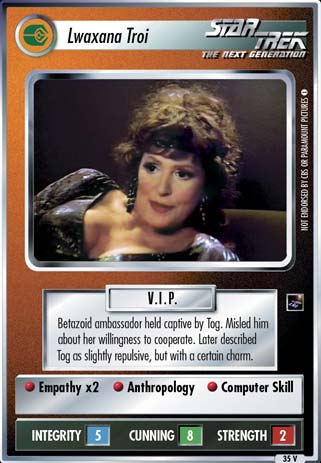 Lwaxana Troi
STAR TREK
THE NEXT GENERATION
NOT ENDORSED BY CBS OR PARAMOUNT PICTURES
V.I.P.
Betazoid ambassador held captive by Tog. Misled him
about her willingness to cooperate. Later described
Tog as slightly repulsive, but with a certain charm.
Empathy x2 Anthropology Computer Skill
INTEGRITY 5 CUNNING 8 STRENGTH 2
35 V